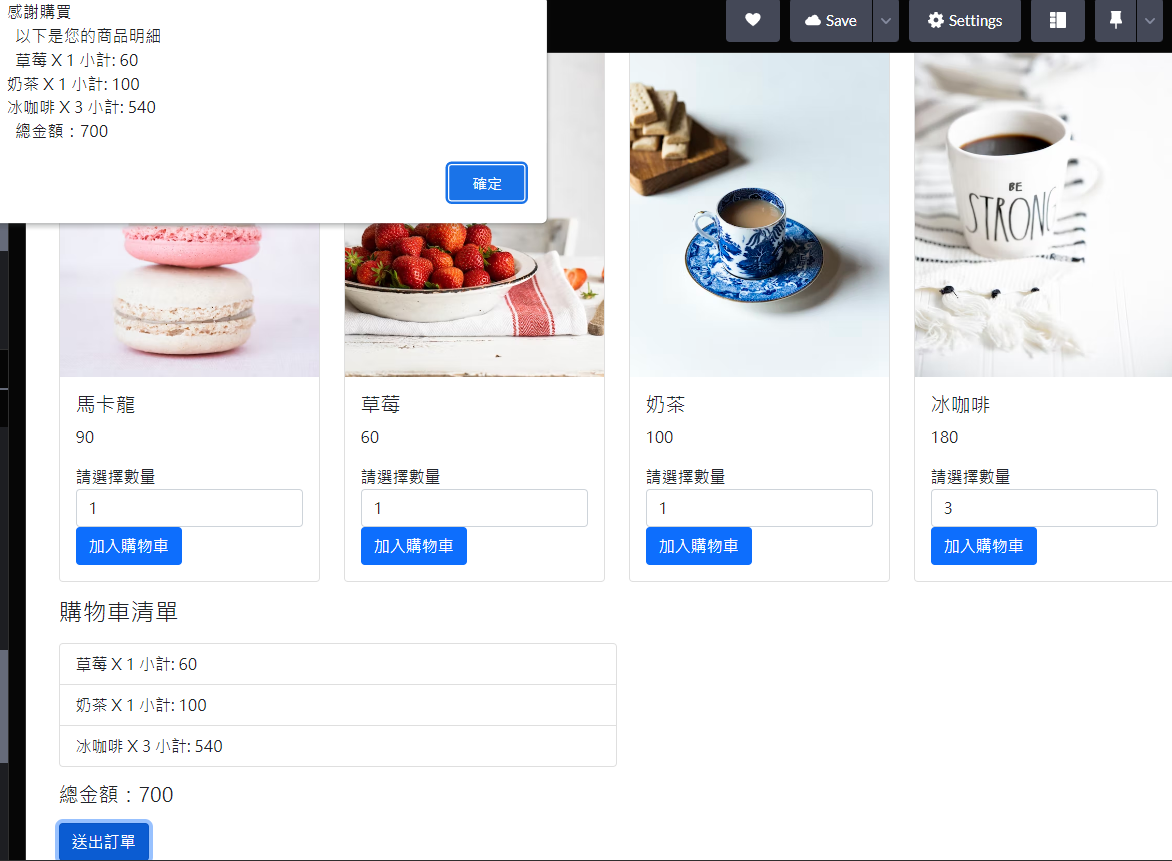 感謝購買
以下是您的商品明細
草莓 X 1 小計: 60
奶茶 X 1 小計: 100
冰咖啡 X 3 小計: 540
總金額：700
確定
Save
Settings
BE
STRONG
馬卡龍
90
請選擇數量
1
加入購物車
草莓
60
請選擇數量
1
加入購物車
奶茶
100
請選擇數量
1
加入購物車
冰咖啡
180
請選擇數量
3
加入購物車
購物車清單
草莓 X 1 小計: 60
奶茶 X 1 小計: 100
冰咖啡 X 3 小計: 540
總金額：700
送出訂單